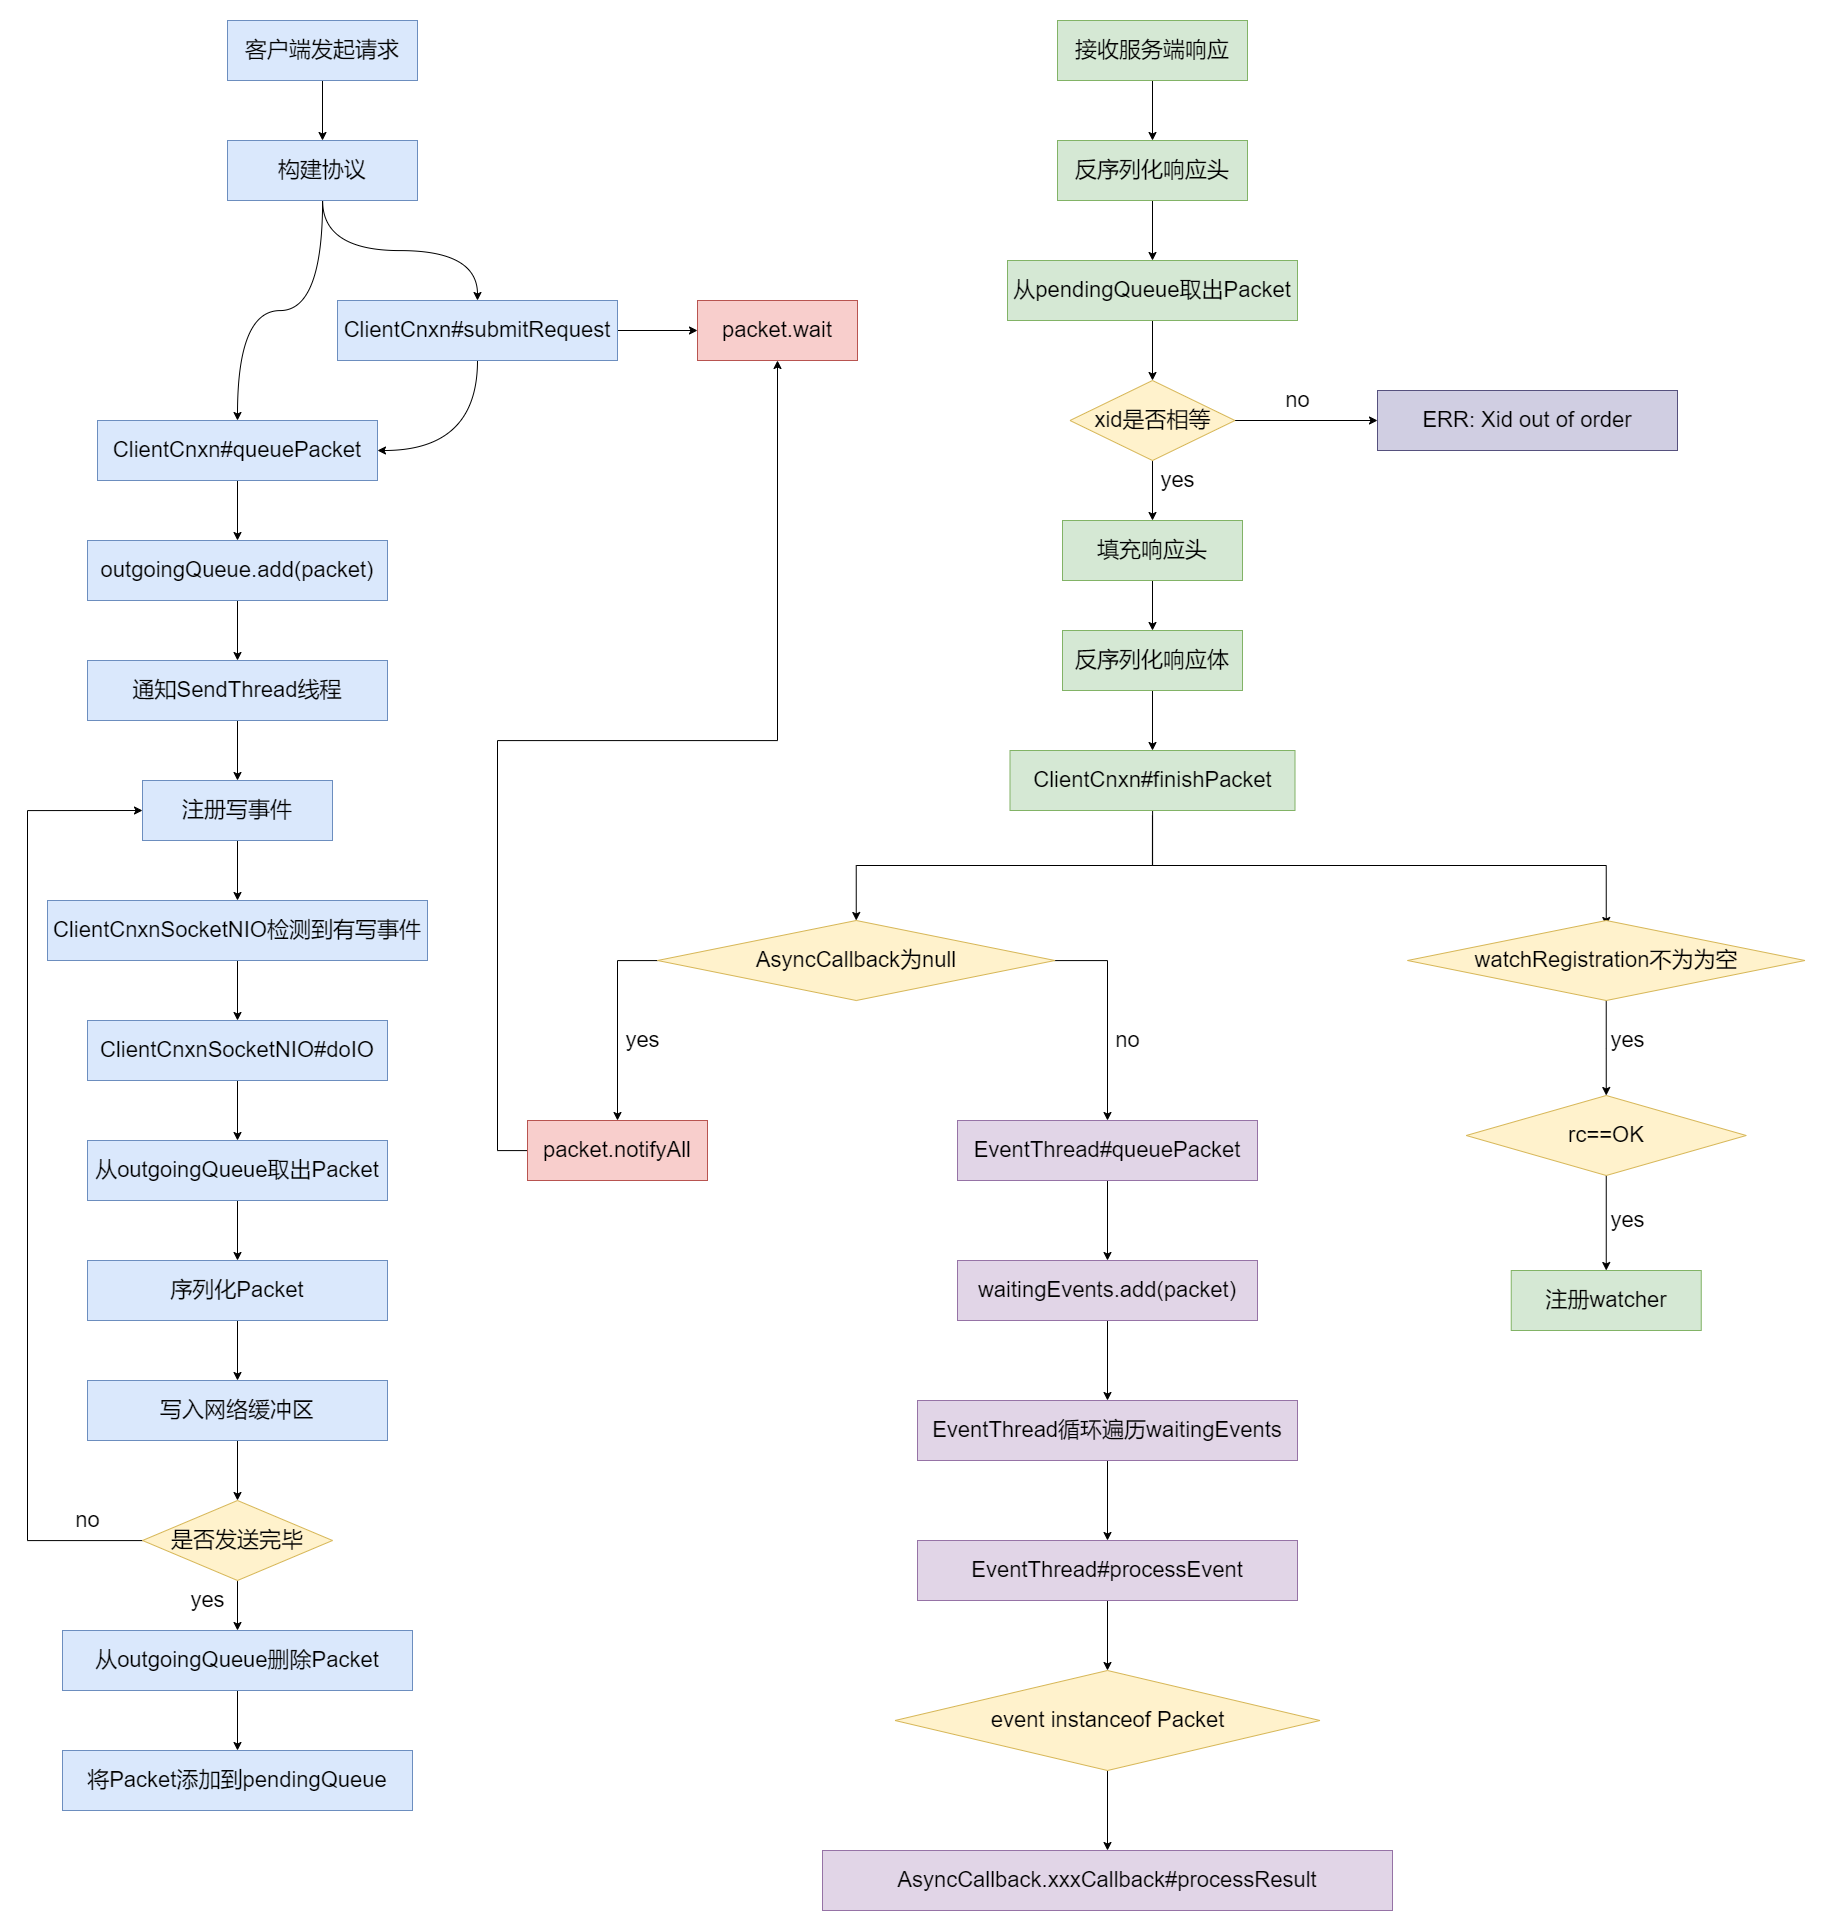 客户端发起请求
构建协议
ClientCnxn#submitRequest
packet.wait
ClientCnxn#queuePacket
outgoingQueue.add(packet)
通知SendThread线程
注册写事件
ClientCnxnSocketNIO检测到有写事件
ClientCnxnSocketNIO#doIO
从outgoingQueue取出Packet
序列化Packet
写入网络缓冲区
no
是否发送完毕
yes
从outgoingQueue删除Packet
将Packet添加到pendingQueue
接收服务端响应
反序列化响应头
从pendingQueue取出Packet
xid是否相等
no
ERR: Xid out of order
yes
填充响应头
反序列化响应体
ClientCnxn#finishPacket
AsyncCallback为null
yes
no
packet.notifyAll
EventThread#queuePacket
waitingEvents.add(packet)
EventThread循环遍历waitingEvents
EventThread#processEvent
event instanceof Packet
AsyncCallback.xxxCallback#processResult
watchRegistration不为为空
yes
rc==OK
yes
注册watcher